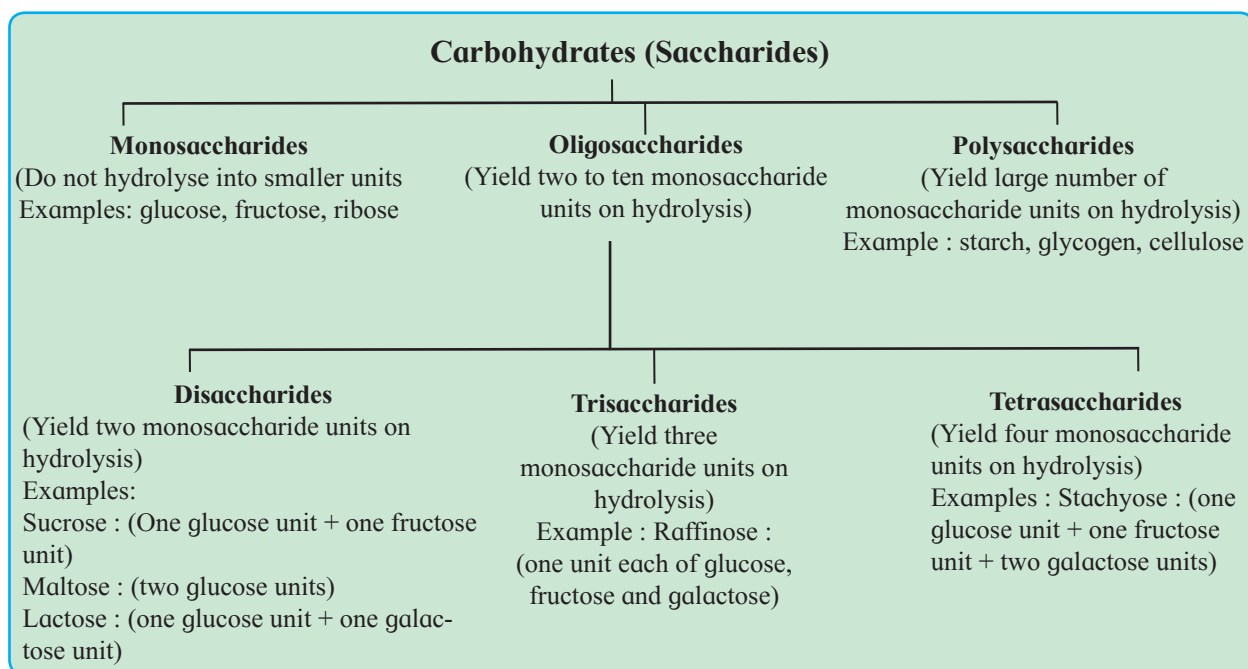 Carbohydrates (Saccharides)
Monosaccharides
(Do not hydrolyse into smaller units
Examples: glucose, fructose, ribose
Oligosaccharides
(Yield two to ten monosaccharide
units on hydrolysis)
Polysaccharides
(Yield large number of
monosaccharide units on hydrolysis)
Example : starch, glycogen, cellulose
Disaccharides
(Yield two monosaccharide units on
hydrolysis)
Examples:
Sucrose : (One glucose unit + one fructose
unit)
Maltose : (two glucose units)
Lactose : (one glucose unit + one galac-
tose unit)
Trisaccharides
(Yield three
monosaccharide units on
hydrolysis)
Example : Raffinose :
(one unit each of glucose,
fructose and galactose)
Tetrasaccharides
(Yield four monosaccharide
units on hydrolysis)
Examples : Stachyose : (one
glucose unit + one fructose
unit + two galactose units)